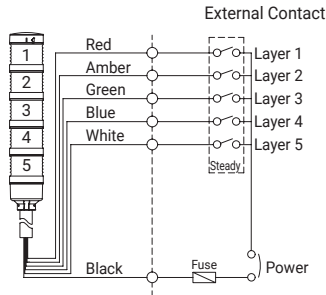 External Contact
Red
Layer 1
Amber
Layer 2
Green
Layer 3
Blue
Layer 4
White
Layer 5
1
2
3
4
5
Steady
Black
Fuse
Power